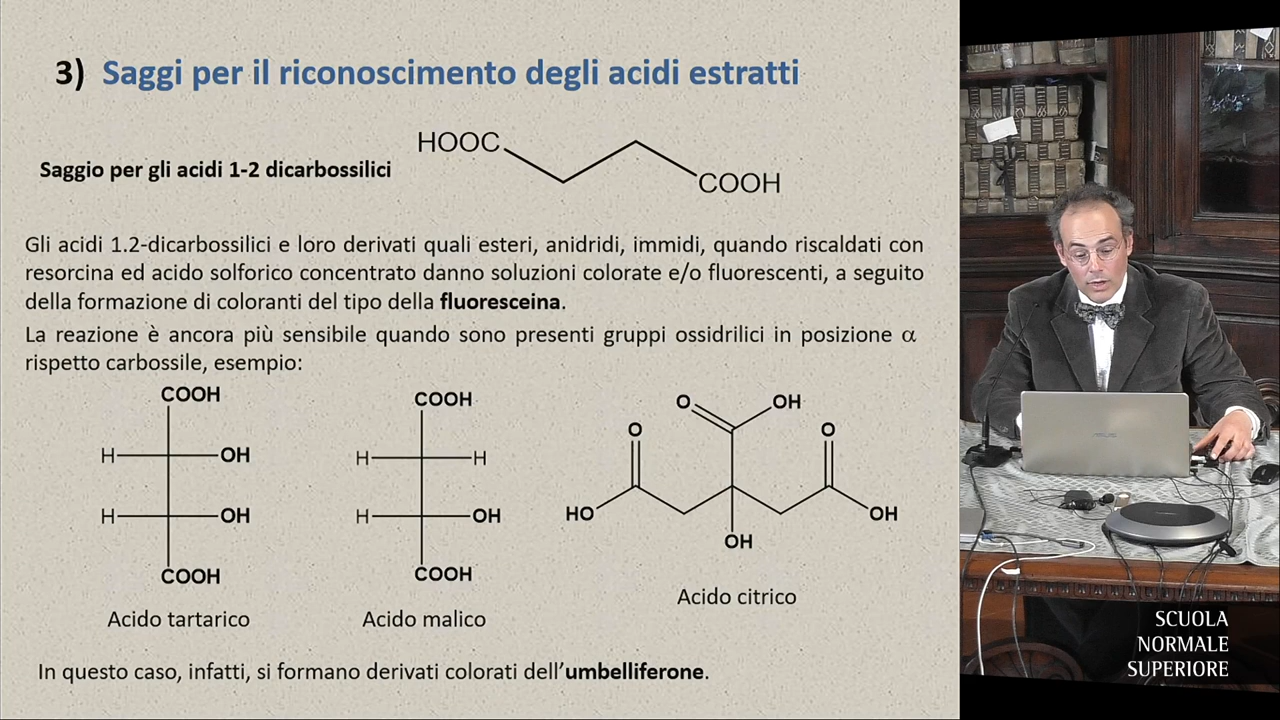 3) Saggi per il riconoscimento degli acidi estratti
HOOC
Saggio per gli acidi 1-2 dicarbossilici
COOH
Gli acidi 1.2-dicarbossilici e loro derivati quali esteri, anidridi, immidi, quando riscaldati con
resorcina ed acido solforico concentrato danno soluzioni colorate e/o fluorescenti, a seguito
della formazione di coloranti del tipo della fluoresceina.
La reazione è ancora più sensibile quando sono presenti gruppi ossidrilici in posizione α
rispetto carbossile, esempio:
COOH
H OH
H OH
COOH
Acido tartarico
COOH
H H
H OH
COOH
Acido malico
O OH
O O
HO OH
OH
Acido citrico
In questo caso, infatti, si formano derivati colorati dell'umbelliferone.
ASUS
SCUOLA
NORMALE
SUPERIORE